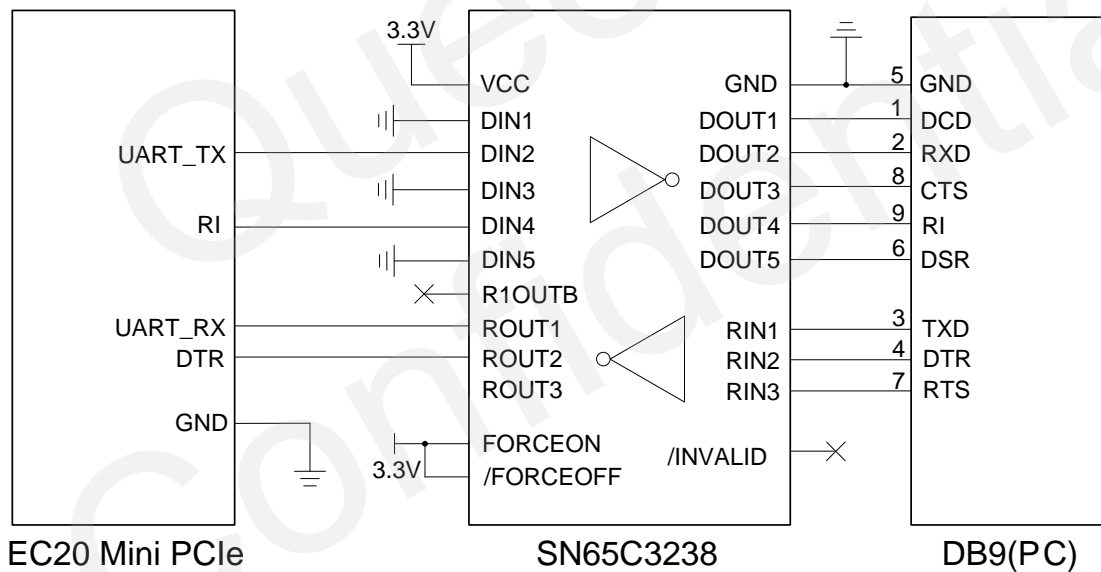 3.3V
VCC GND 5 GND
DIN1 DOUT1 1 DCD
UART_TX DIN2 DOUT2 2 RXD
DIN3 DOUT3 8 CTS
RI DIN4 DOUT4 9 RI
DIN5 DOUT5 6 DSR
R1OUTB
UART_RX ROUT1 RIN1 3 TXD
DTR ROUT2 RIN2 4 DTR
ROUT3 RIN3 7 RTS
GND
FORCEON /INVALID
3.3V /FORCEOFF
EC20 Mini PCIe SN65C3238 DB9(PC)